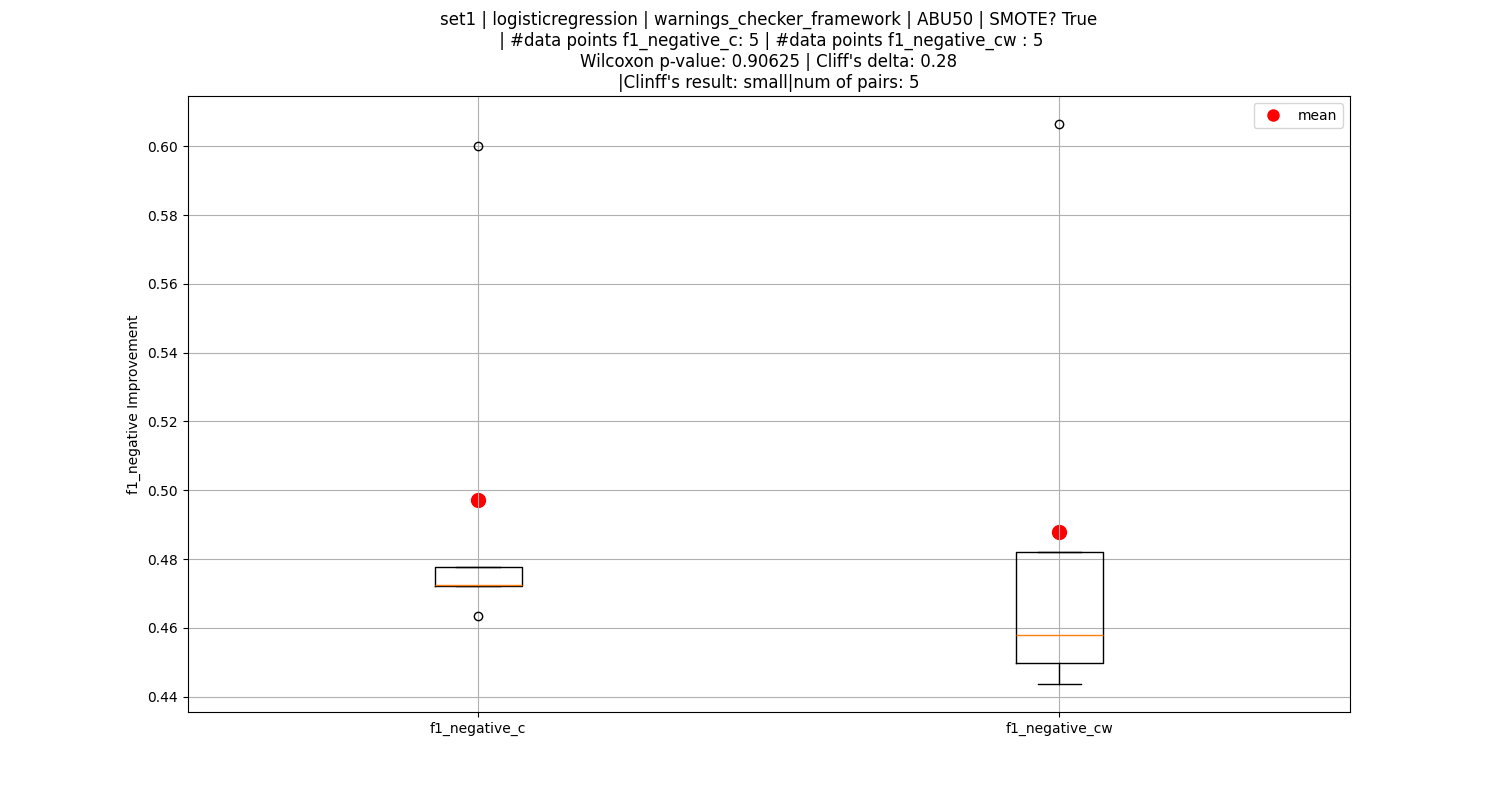 set1 | logisticregression | warnings_checker_framework | ABU50 | SMOTE? True
| #data points f1_negative_c: 5 | #data points f1_negative_cw : 5
Wilcoxon p-value: 0.90625 | Cliff's delta: 0.28
|Clinff's result: small|num of pairs: 5
mean
0.60
0.58
0.56
0.54
0.52
0.50
0.48
0.46
0.44
f1_negative Improvement
f1_negative_c
f1_negative_cw